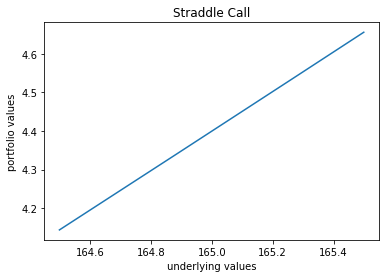 Straddle Call
portfolio values
4.6
4.5
4.4
4.3
4.2
164.6 164.8 165.0 165.2 165.4
underlying values